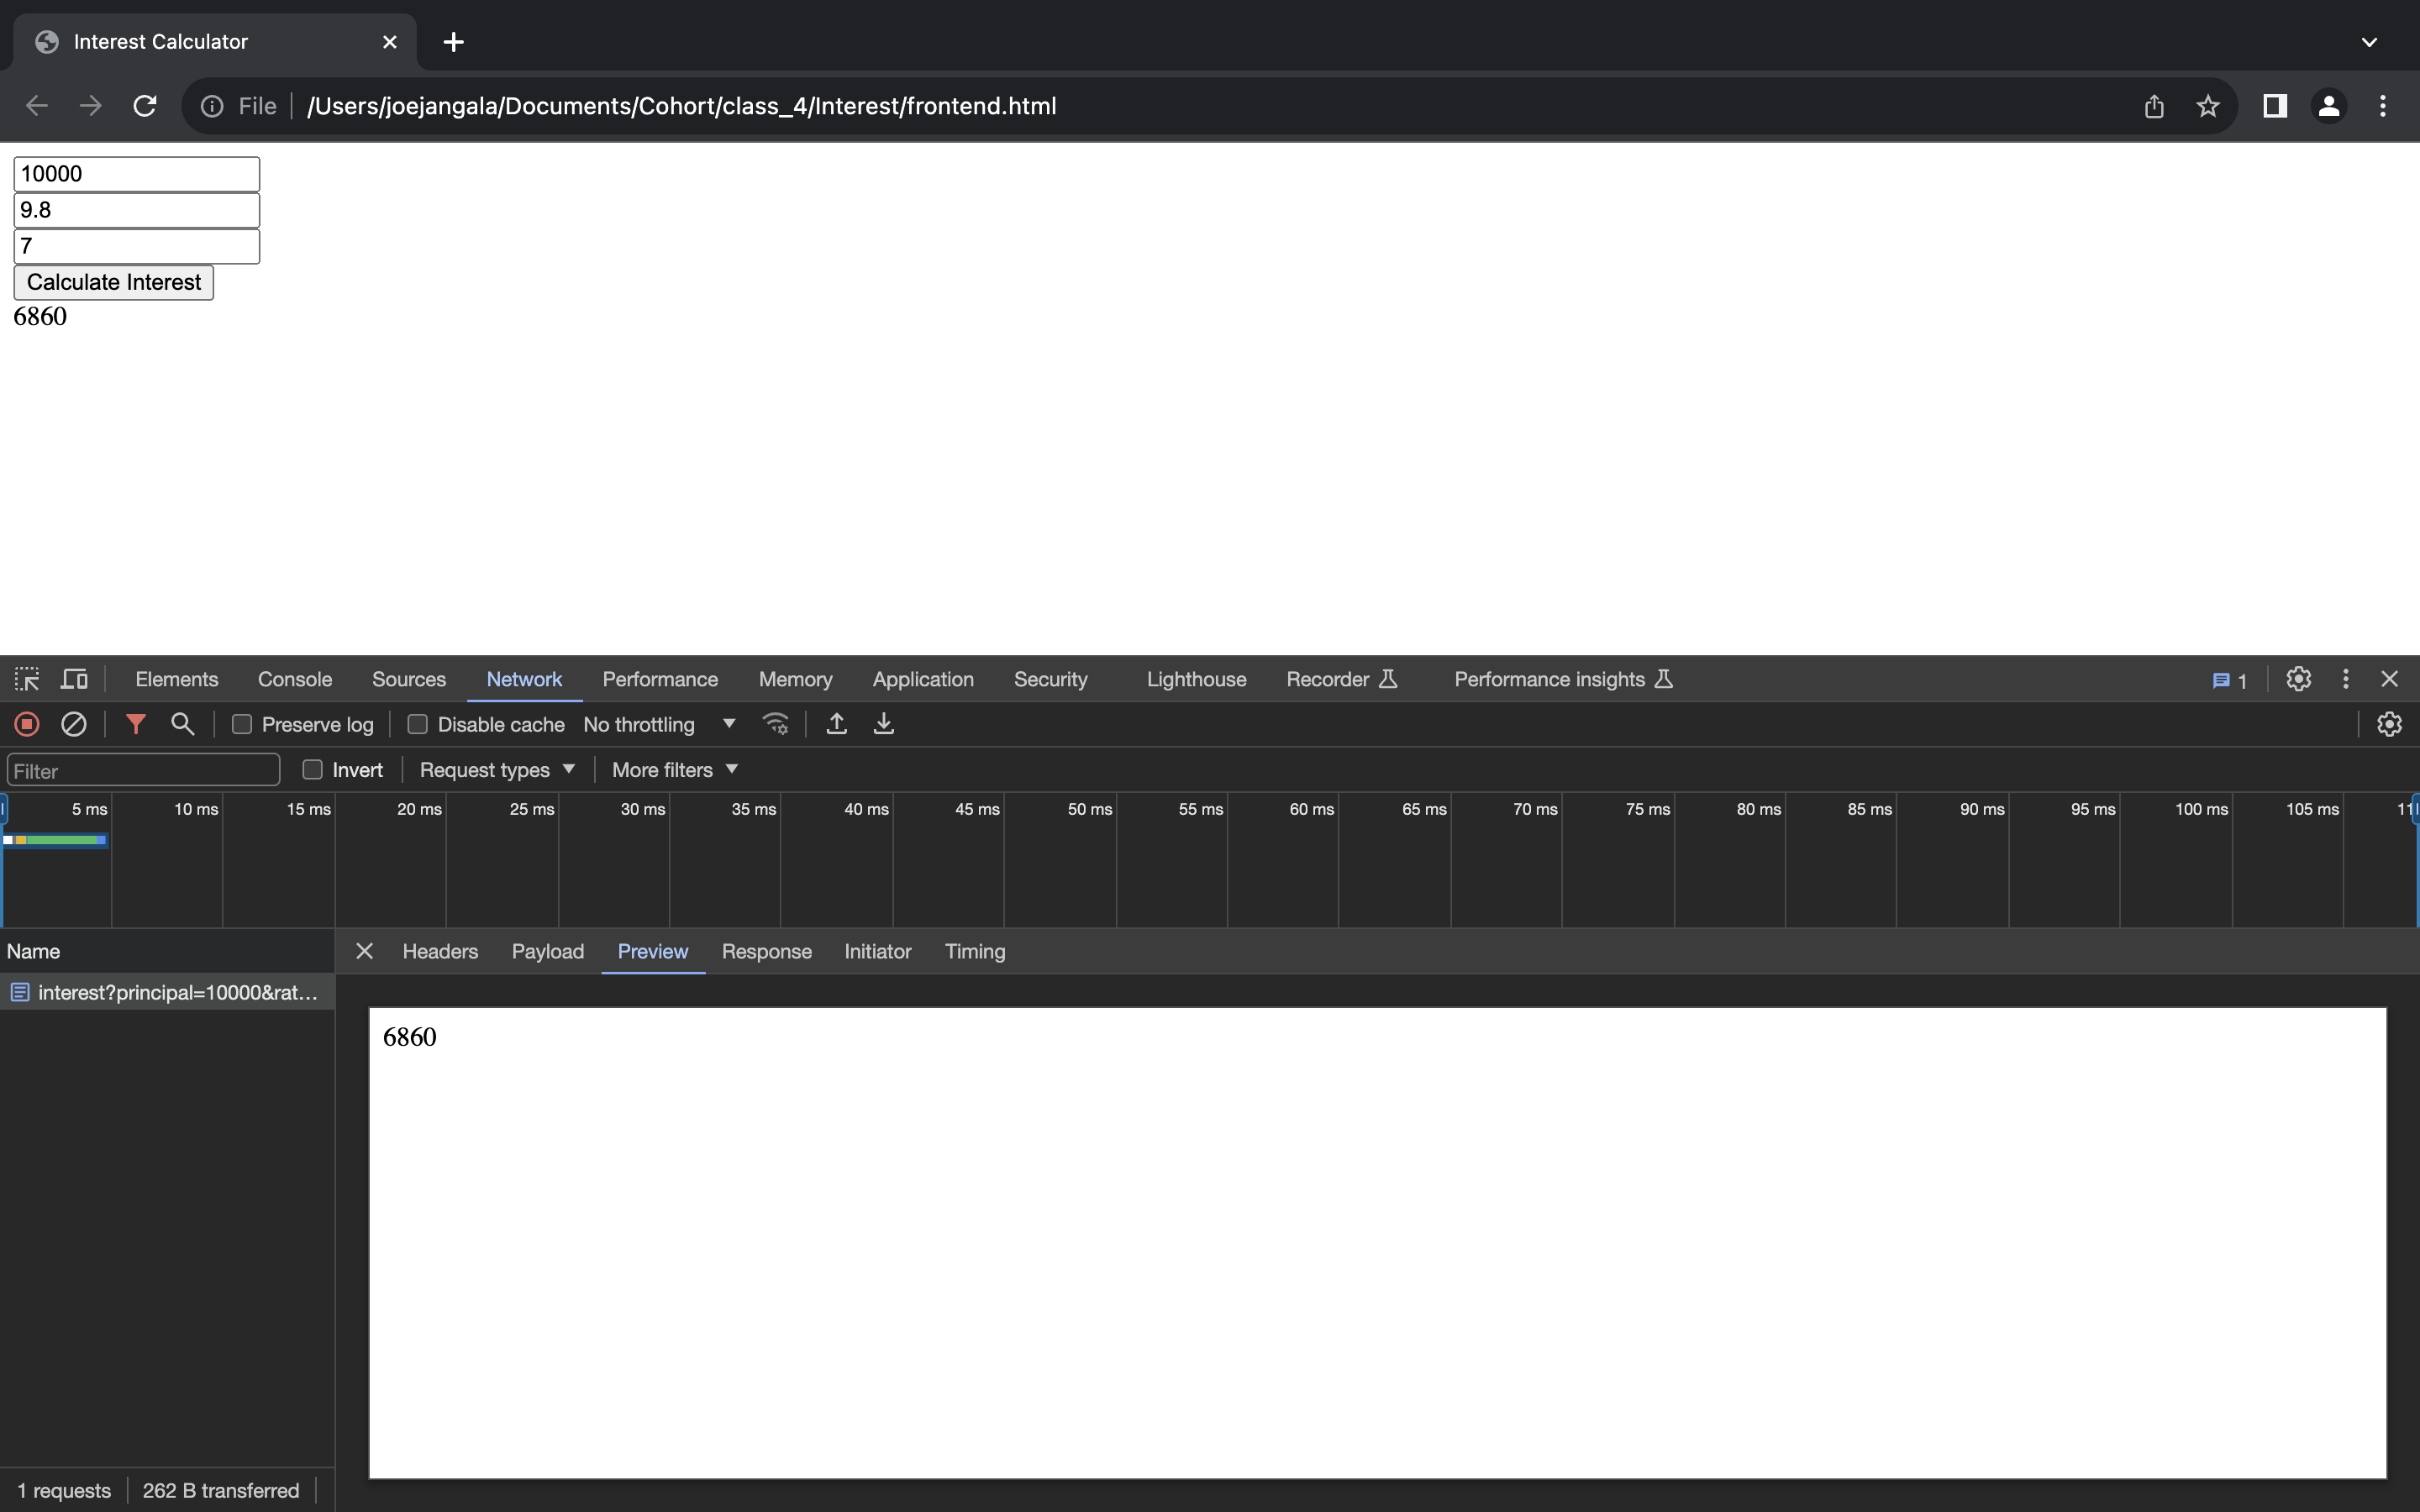 Interest Calculator
File /Users/joejangala/Documents/Cohort/class_4/Interest/frontend.html
10000
9.8
7
Calculate Interest
6860
Elements Console Sources Network Performance Memory Application Security Lighthouse Recorder Performance insights 1
Preserve log Disable cache No throttling
Filter Invert Request types More filters
5 ms 10 ms 15 ms 20 ms 25 ms 30 ms 35 ms 40 ms 45 ms 50 ms 55 ms 60 ms 65 ms 70 ms 75 ms 80 ms 85 ms 90 ms 95 ms 100 ms 105 ms
Name Headers Payload Preview Response Initiator Timing
interest?principal=10000&rat…
6860
1 requests 262 B transferred